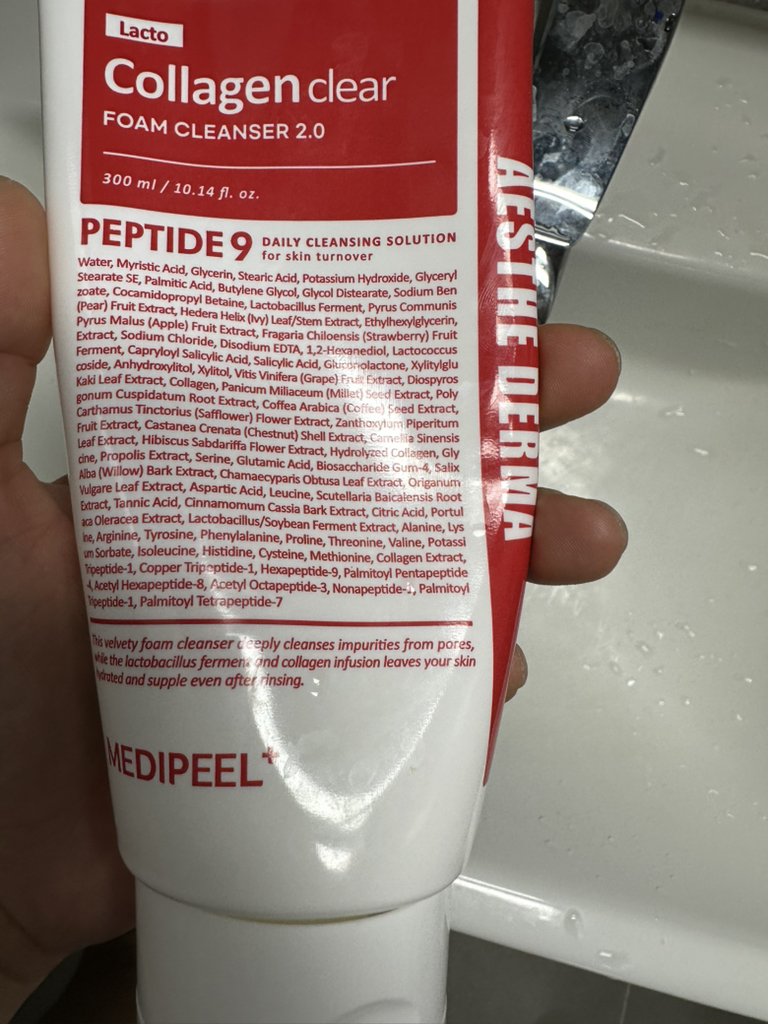 Lacto
Collagen clear
FOAM CLEANSER 2.0
300 ml / 10.14 fl. oz.
PEPTIDE 9 DAILY CLEANSING SOLUTION
for skin turnover
Water, Myristic Acid, Glycerin, Stearic Acid, Potassium Hydroxide, Glyceryl
Stearate SE, Palmitic Acid, Butylene Glycol, Glycol Distearate, Sodium Ben
zoate, Cocamidopropyl Betaine, Lactobacillus Ferment, Pyrus Communis
(Pear) Fruit Extract, Hedera Helix (Ivy) Leaf/Stem Extract, Ethylhexylglycerin,
Pyrus Malus (Apple) Fruit Extract, Fragaria Chiloensis (Strawberry) Fruit
Extract, Sodium Chloride, Disodium EDTA, 1,2-Hexanediol, Lactococcus
Ferment, Capryloyl Salicylic Acid, Salicylic Acid, Gluconolactone, Xylitylglu
coside, Anhydroxylitol, Xylitol, Vitis Vinifera (Grape) Fruit Extract, Diospyros
Kaki Leaf Extract, Collagen, Panicum Miliaceum (Millet) Seed Extract, Poly
gonum Cuspidatum Root Extract, Coffea Arabica (Coffee) Seed Extract,
Carthamus Tinctorius (Safflower) Flower Extract, Zanthoxylum Piperitum
Fruit Extract, Castanea Crenata (Chestnut) Shell Extract, Camellia Sinensis
Leaf Extract, Hibiscus Sabdariffa Flower Extract, Hydrolyzed Collagen, Gly
cine, Propolis Extract, Serine, Glutamic Acid, Biosaccharide Gum-4, Salix
Alba (Willow) Bark Extract, Chamaecyparis Obtusa Leaf Extract, Origanum
Vulgare Leaf Extract, Aspartic Acid, Leucine, Scutellaria Baicalensis Root
Extract, Tannic Acid, Cinnamomum Cassia Bark Extract, Citric Acid, Portul
aca Oleracea Extract, Lactobacillus/Soybean Ferment Extract, Alanine, Lys
ine, Arginine, Tyrosine, Phenylalanine, Proline, Threonine, Valine, Potassi
um Sorbate, Isoleucine, Histidine, Cysteine, Methionine, Collagen Extract,
Tripeptide-1, Copper Tripeptide-1, Hexapeptide-9, Palmitoyl Pentapeptide
-4, Acetyl Hexapeptide-8, Acetyl Octapeptide-3, Nonapeptide-1, Palmitoyl
Tripeptide-1, Palmitoyl Tetrapeptide-7
This velvety foam cleanser deeply cleanses impurities from pores,
while the lactobacillus ferment and collagen infusion leaves your skin
hydrated and supple even after rinsing.
MEDIPEEL+
AESTHE DERMA